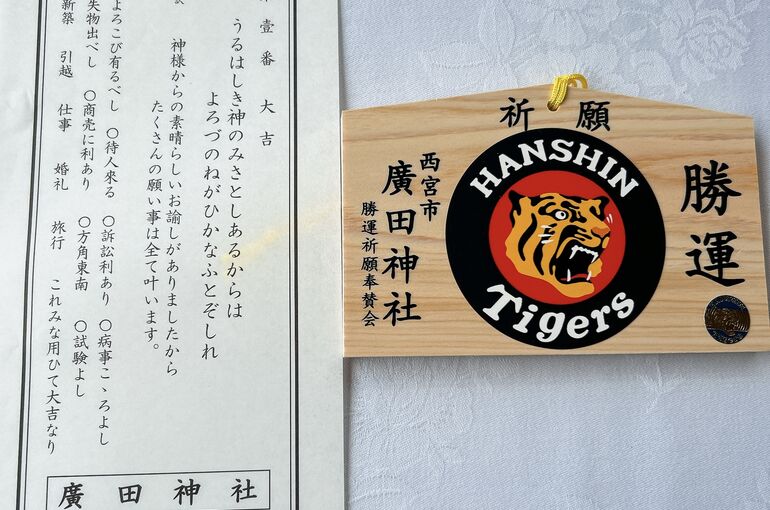 壹番 大吉
うるはしき神のみさとしあるからは
よろづのねがひかなふとぞしれ
神様からの素晴らしいお諭しがありましたから
たくさんの願い事は全て叶います。
よろこび有るべし 〇待人來る 〇訴訟利あり 〇病事こゝろよし
失物出べし 〇商売に利あり 〇方角東南 〇試験よし
新築 引越 仕事 婚礼 旅行 これみな用ひて大吉なり
廣田神社
祈願
勝運
HANSHIN
Tigers
西宮市
廣田神社
勝運祈願奉賛会